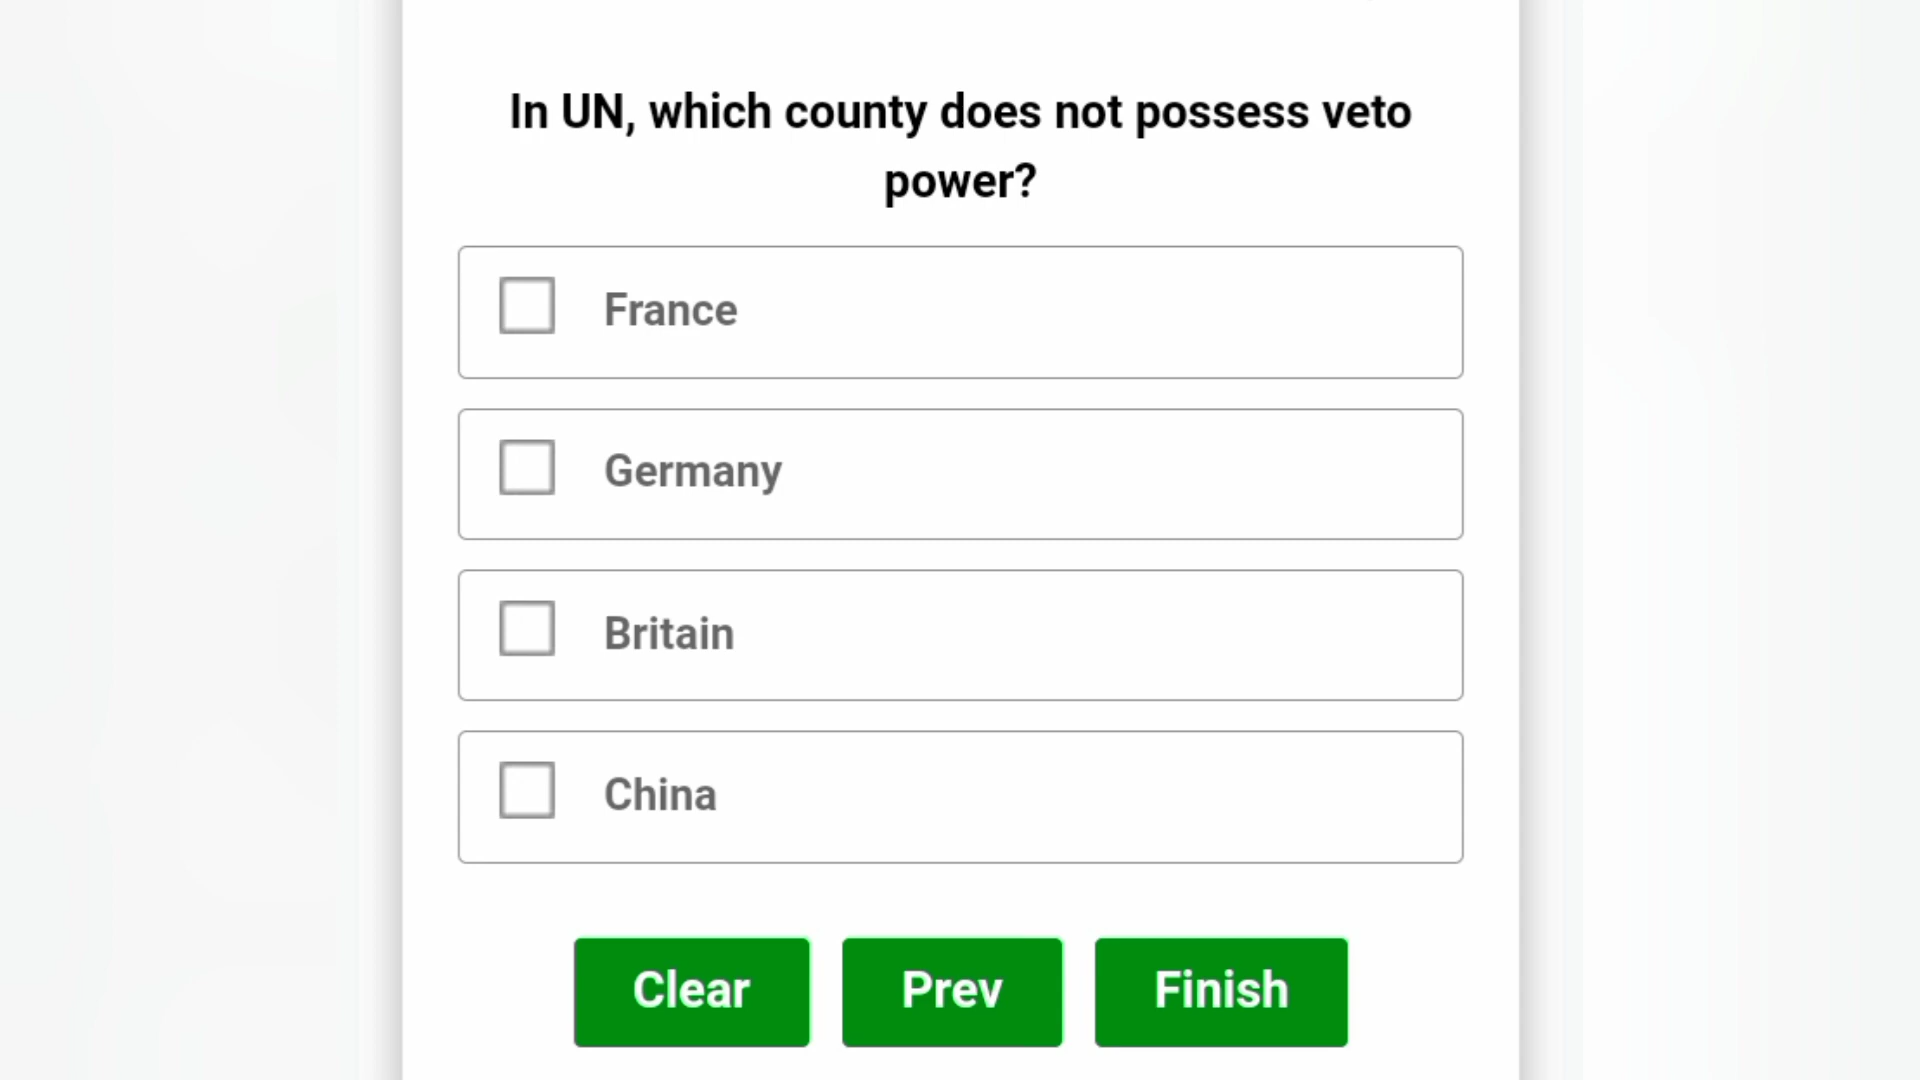 In UN, which county does not possess veto
power?
France
Germany
Britain
China
Clear Prev Finish